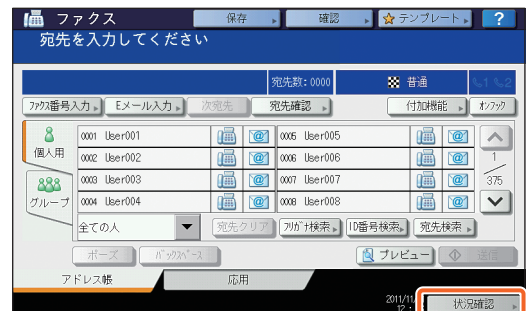 ファクス 保存 確認 テンプレート ?
宛先を入力してください
宛先数:0000 普通
ファクス番号入力 Eメール入力 次宛先 宛先確認 付加機能 オンフック
個人用
グループ
0001 User001 0005 User005
0002 User002 0006 User006
0003 User003 0007 User007
0004 User004 0008 User008
1
375
全ての人 宛先クリア フリガナ検索 ID番号検索 宛先検索
ポーズ バックスペース プレビュー 送信
アドレス帳 応用
2011/11
12: 状況確認